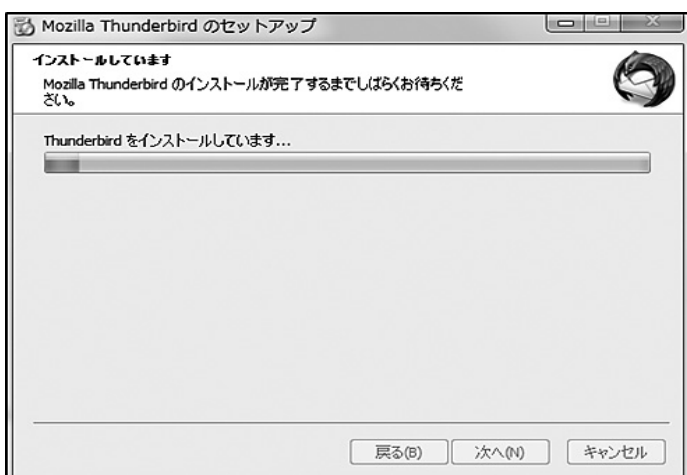 Mozilla Thunderbird のセットアップ
インストールしています
Mozilla Thunderbird のインストールが完了するまでしばらくお待ちくだ
さい。
Thunderbird をインストールしています...
戻る(B)
次へ(N)
キャンセル